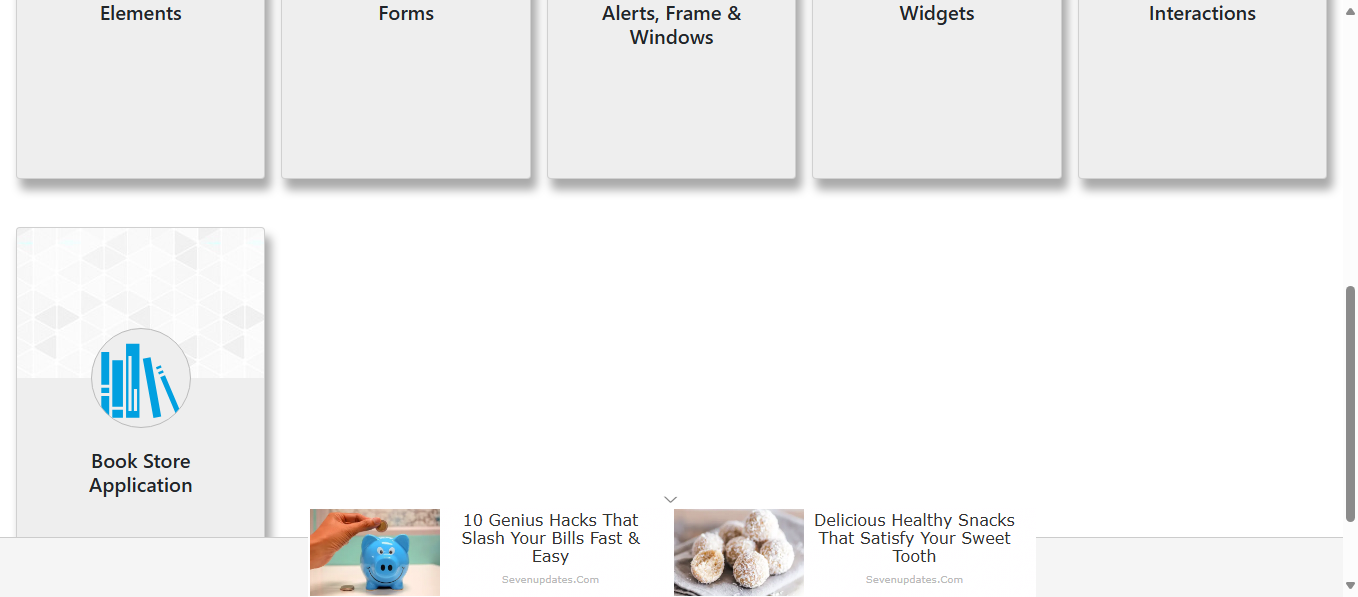 Elements
Forms
Alerts, Frame &
Windows
Widgets
Interactions
Book Store
Application
10 Genius Hacks That
Slash Your Bills Fast &
Easy
Sevenupdates.Com
Delicious Healthy Snacks
That Satisfy Your Sweet
Tooth
Sevenupdates.Com